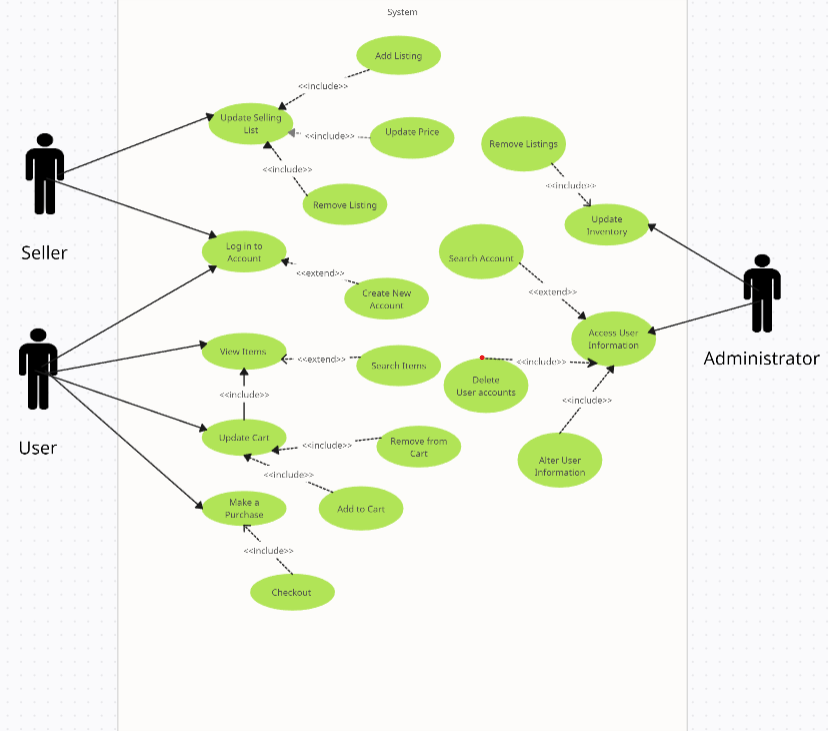 System
Add Listing
<<include>>
Update Selling
List
<<include>>
Update Price
Remove Listings
<<include>>
<<include>>
Remove Listing
Update
Inventory
Seller
Log in to
Account
Search Account
<<extend>>
Create New
Account
<<extend>>
Access User
Information
Administrator
View Items
<<extend>>
Search Items
<<include>>
Delete
User accounts
<<include>>
<<include>>
User
Update Cart
<<include>>
Remove from
Cart
Alter User
Information
<<include>>
Make a
Purchase
Add to Cart
<<include>>
Checkout